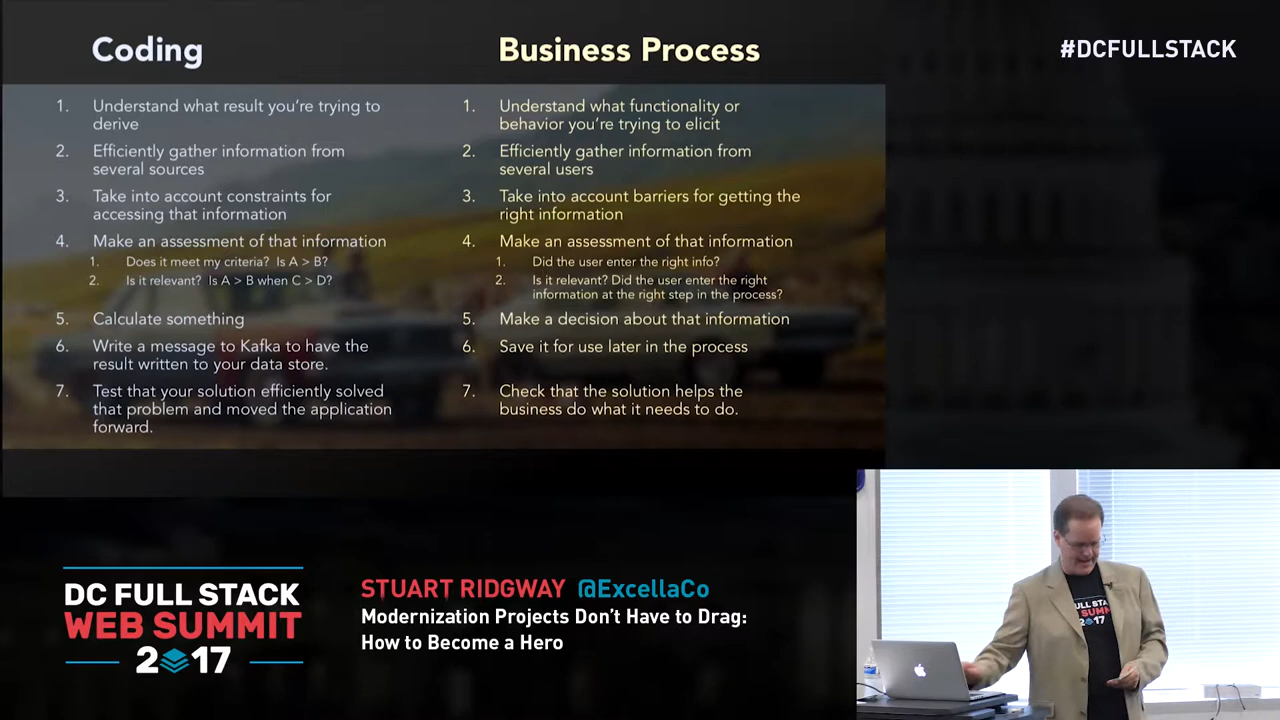 Coding
1. Understand what result you're trying to
derive
2. Efficiently gather information from
several sources
3. Take into account constraints for
accessing that information
4. Make an assessment of that information
1. Does it meet my criteria? Is A > B?
2. Is it relevant? Is A > B when C > D?
5. Calculate something
6. Write a message to Kafka to have the
result written to your data store.
7. Test that your solution efficiently solved
that problem and moved the application
forward.
Business Process
1. Understand what functionality or
behavior you're trying to elicit
2. Efficiently gather information from
several users
3. Take into account barriers for getting the
right information
4. Make an assessment of that information
1. Did the user enter the right info?
2. Is it relevant? Did the user enter the right
information at the right step in the process?
5. Make a decision about that information
6. Save it for use later in the process
7. Check that the solution helps the
business do what it needs to do.
#DCFULLSTACK
DC FULL STACK
WEB SUMMIT
2017
STUART RIDGWAY @ExcellaCo
Modernization Projects Don't Have to Drag:
How to Become a Hero